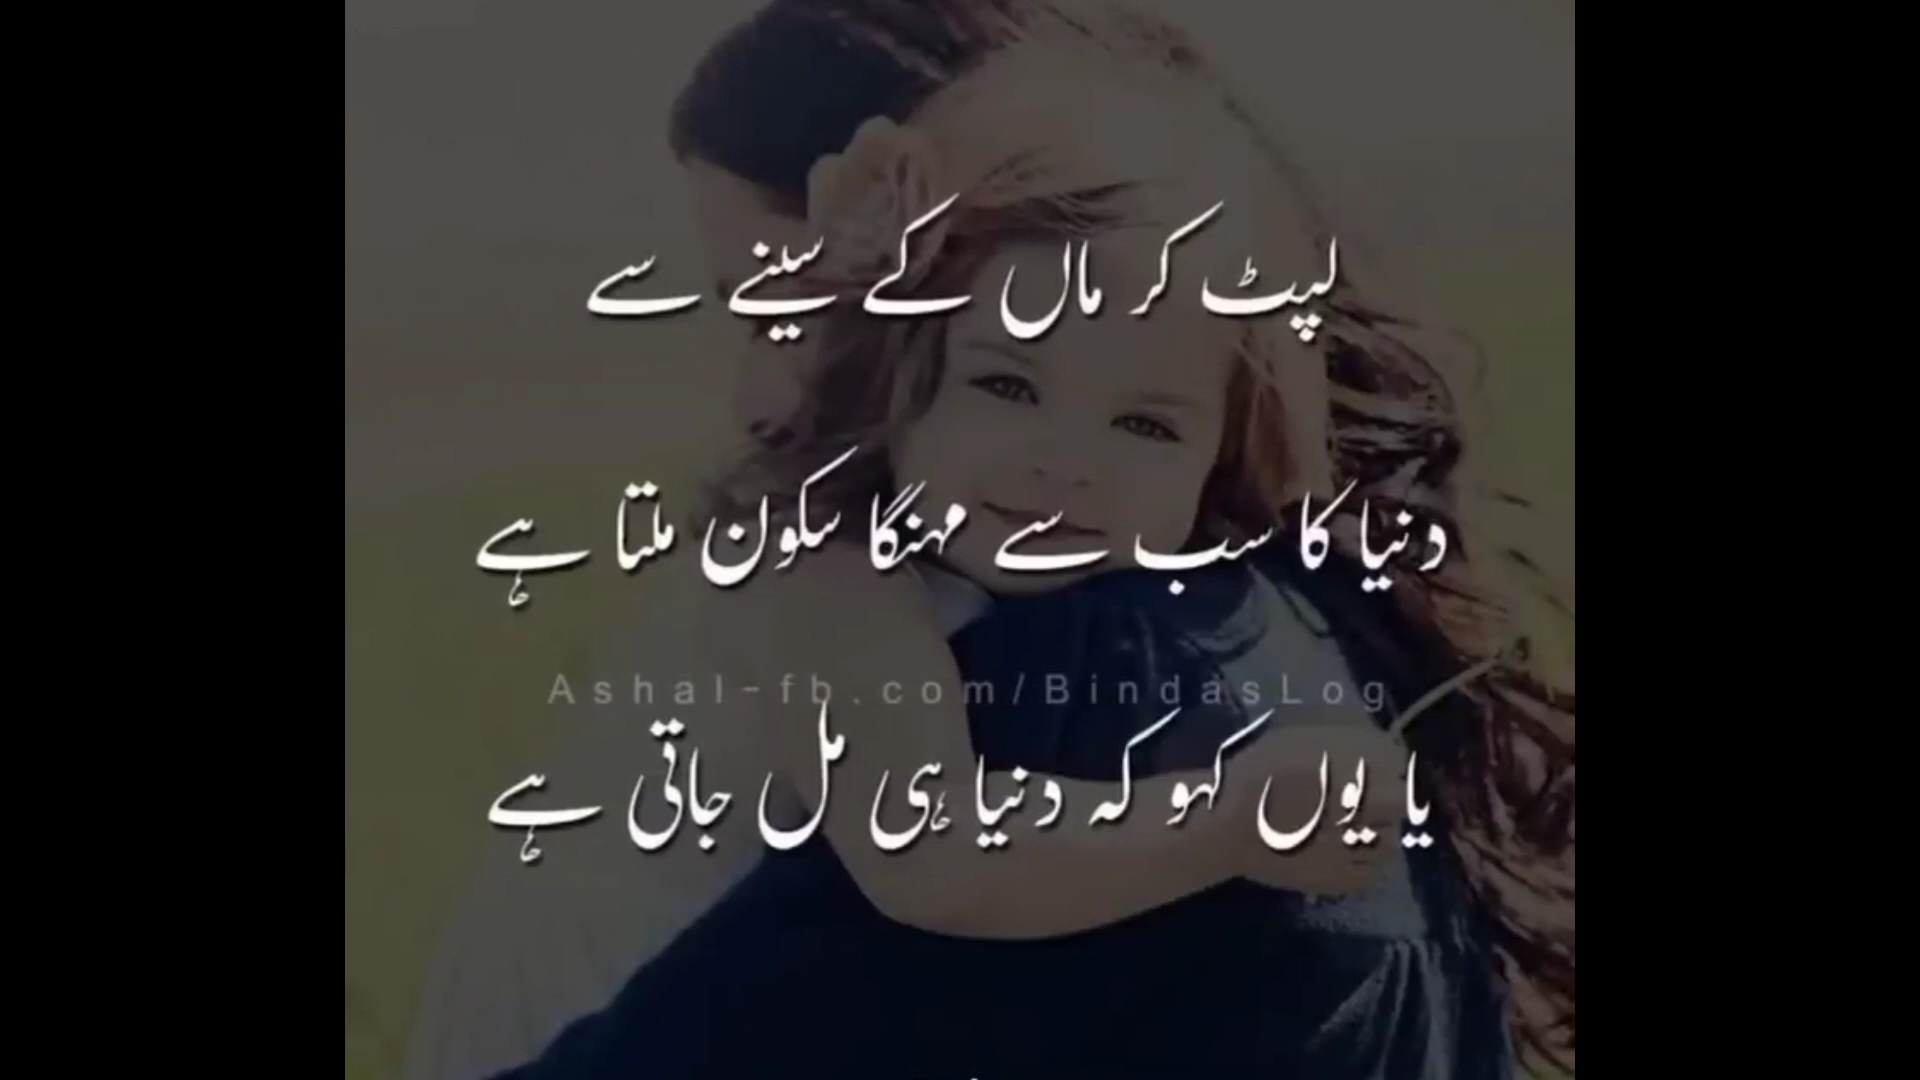 لپٹ کر ماں کے سینے سے
دنیا کا سب سے مہنگا سکون ملتا ہے
Ashal-fb.com/BindasLog
یا یوں کہو کہ دنیا ہی مل جاتی ہے